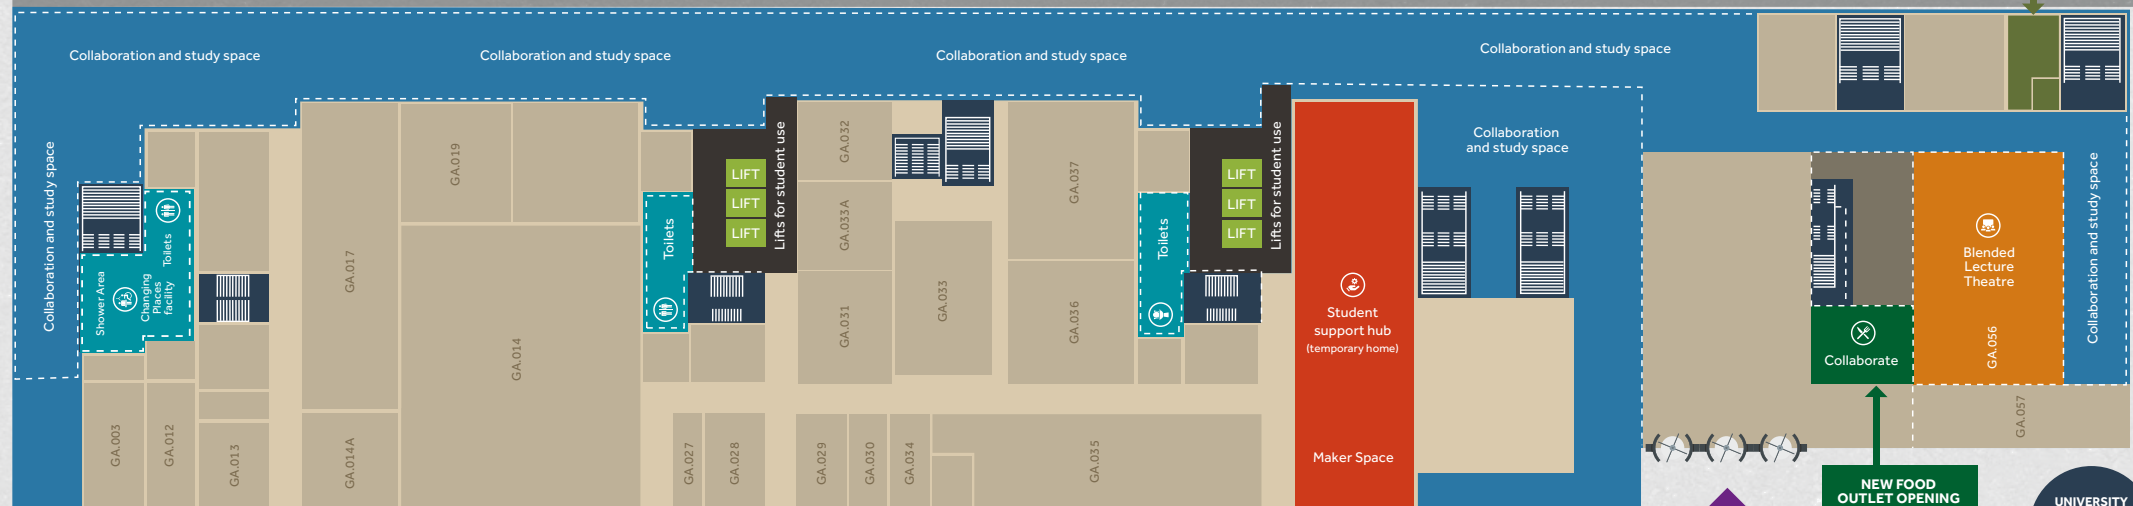 Collaboration and study space
Collaboration and study space
Collaboration and study space
Collaboration and study space
Collaboration and study space
Toilets
Shower Area
Changing
Places
facility
GA.003
GA.012
GA.013
GA.017
GA.014A
GA.019
GA.014
Toilets
LIFT
LIFT
LIFT
Lifts for student use
GA.027
GA.028
GA.032
GA.033A
GA.031
GA.033
GA.029
GA.030
GA.034
GA.037
GA.036
GA.035
Toilets
LIFT
LIFT
LIFT
Lifts for student use
Student
support hub
(temporary home)
Maker Space
Collaboration
and study space
Collaborate
Blended
Lecture
Theatre
GA.056
Collaboration and study space
GA.057
NEW FOOD
OUTLET OPENING
UNIVERSITY